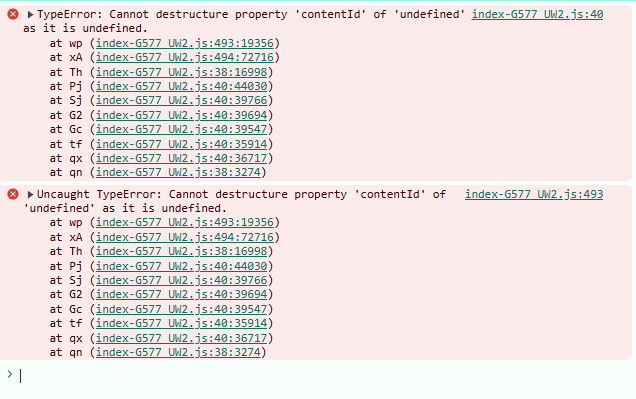 TypeError: Cannot destructure property 'contentId' of 'undefined' index-G577_UW2.js:40
as it is undefined.
at wp (index-G577_UW2.js:493:19356)
at xA (index-G577_UW2.js:494:72716)
at Th (index-G577_UW2.js:38:16998)
at Pj (index-G577_UW2.js:40:44030)
at Sj (index-G577_UW2.js:40:39766)
at G2 (index-G577_UW2.js:40:39694)
at Gc (index-G577_UW2.js:40:39547)
at tf (index-G577_UW2.js:40:35914)
at qx (index-G577_UW2.js:40:36717)
at qn (index-G577_UW2.js:38:3274)
Uncaught TypeError: Cannot destructure property 'contentId' of index-G577_UW2.js:493
'undefined' as it is undefined.
at wp (index-G577_UW2.js:493:19356)
at xA (index-G577_UW2.js:494:72716)
at Th (index-G577_UW2.js:38:16998)
at Pj (index-G577_UW2.js:40:44030)
at Sj (index-G577_UW2.js:40:39766)
at G2 (index-G577_UW2.js:40:39694)
at Gc (index-G577_UW2.js:40:39547)
at tf (index-G577_UW2.js:40:35914)
at qx (index-G577_UW2.js:40:36717)
at qn (index-G577_UW2.js:38:3274)